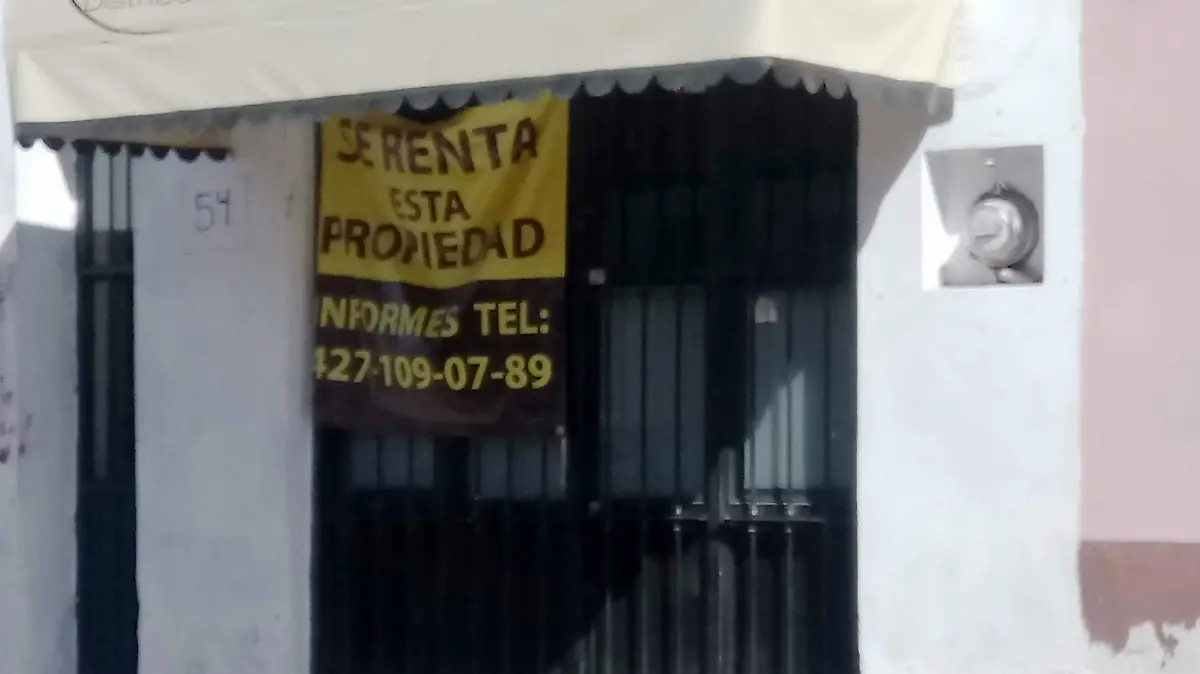 54
SE RENTA
ESTA
PROPIEDAD
INFORMES TEL:
427-109-07-89